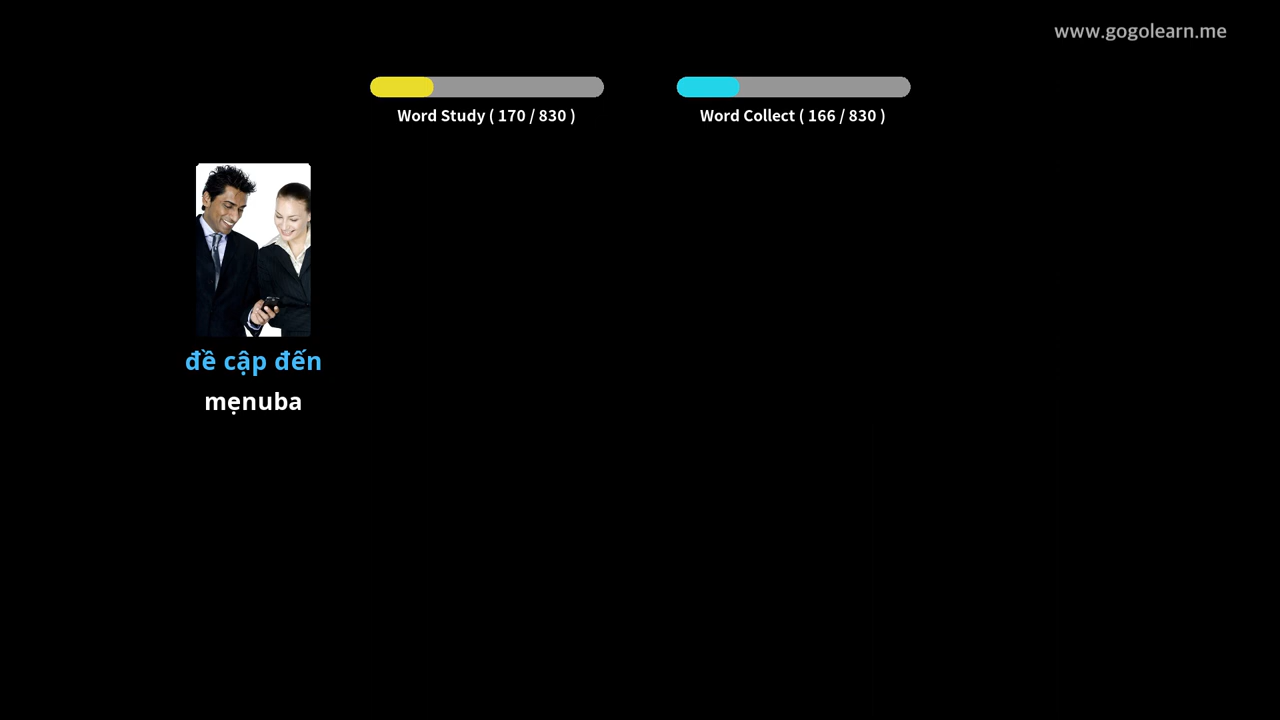 www.gogolearn.me
Word Study ( 170 / 830 )
Word Collect ( 166 / 830 )
đề cập đến
mẹnuba